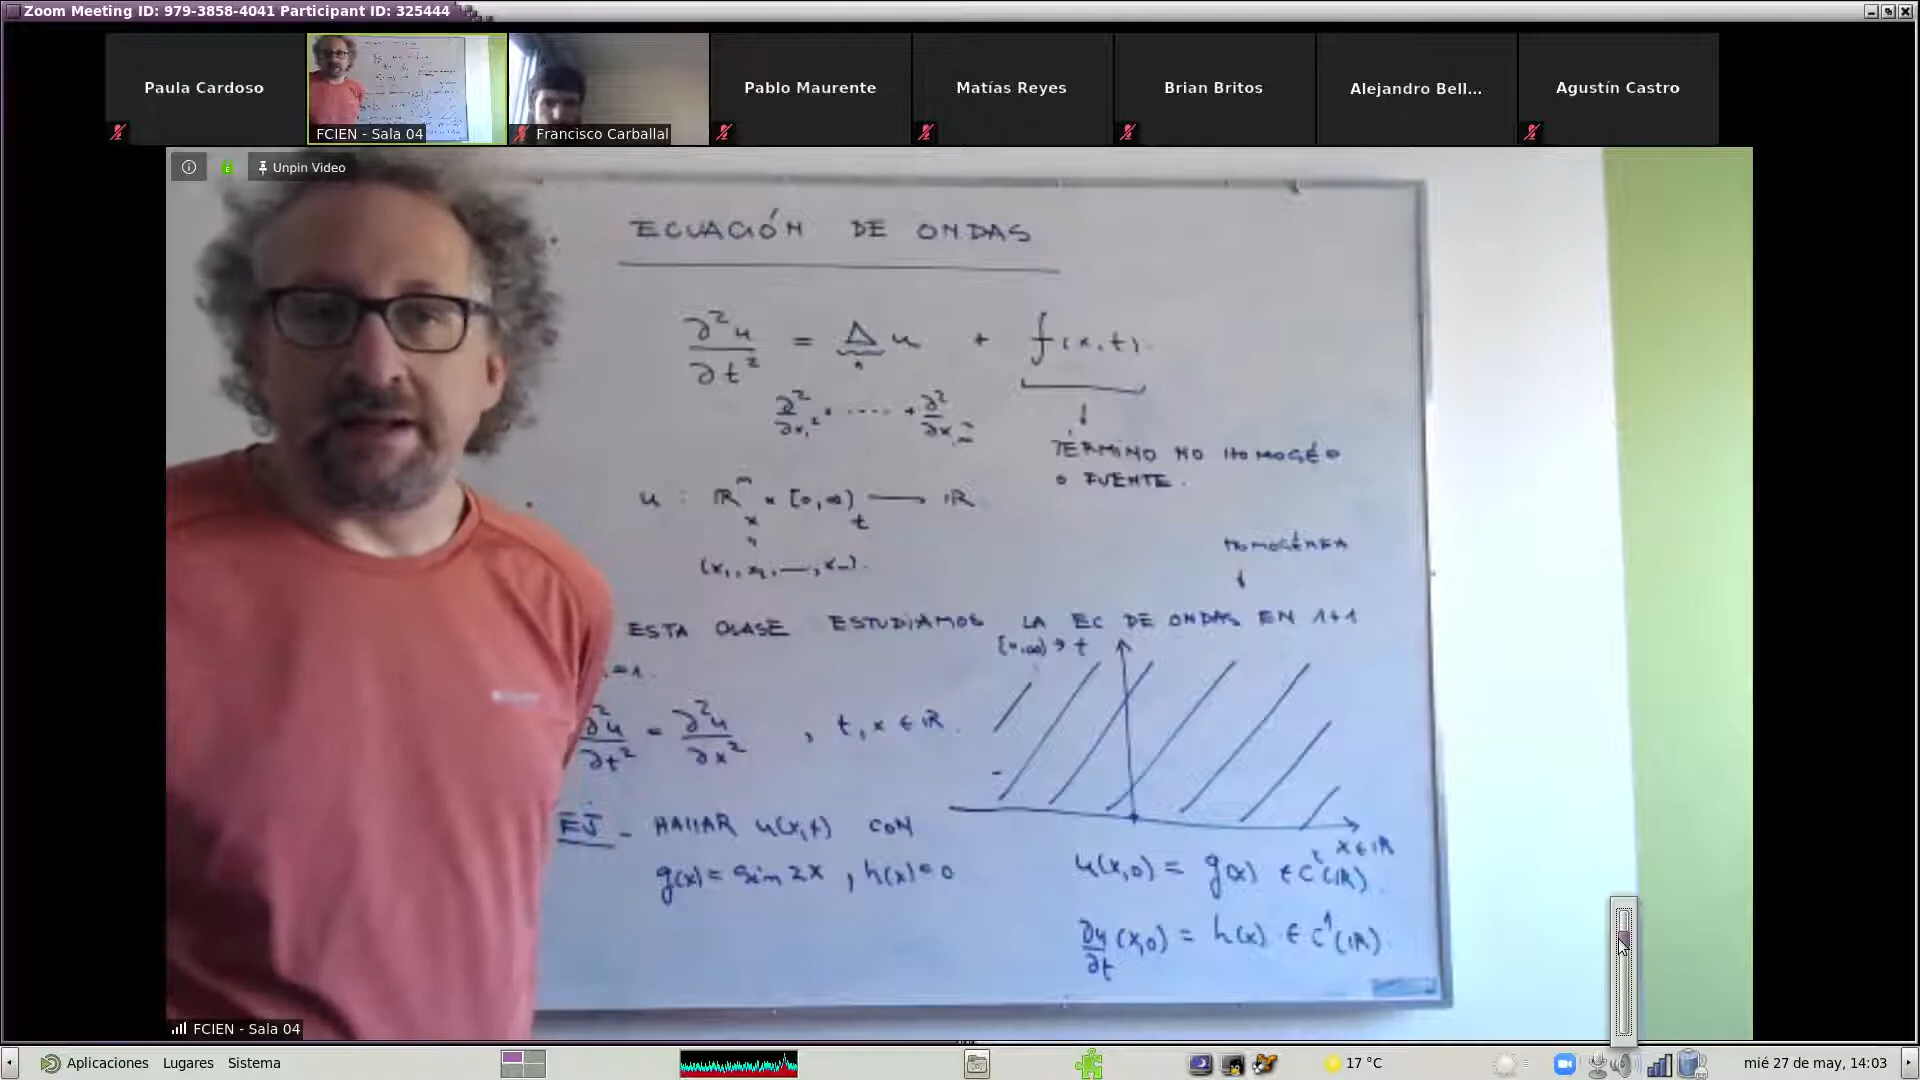 Zoom Meeting ID: 979-3858-4041 Participant ID: 325444
Paula Cardoso
FCIEN - Sala 04
Francisco Carballal
Pablo Maurente
Matías Reyes
Brian Britos
Alejandro Bell...
Agustín Castro
Unpin Video
ECUACIÓN DE ONDAS
∂²u/∂t² = Δu + f(x,t).
∂²/∂x₁² + ..... + ∂²/∂xₙ²
TÉRMINO NO HOMOGÉO
O FUENTE.
u : ℝⁿ × [0,∞) → ℝ
x t
(x₁, x₂, —, xₙ).
HOMOGÉNEA
↓
ESTA CLASE ESTUDIAMOS LA EC DE ONDAS EN 1+1
=1.
[0,∞) ∋ t
∂²u/∂t² = ∂²u/∂x² , t, x ∈ ℝ.
x ∈ ℝ
EJ - HALLAR u(x,t) CON
g(x) = sin 2x , h(x) = 0
u(x,0) = g(x) ∈ C²(ℝ).
∂u/∂t (x,0) = h(x) ∈ C¹(ℝ).
FCIEN - Sala 04
Aplicaciones Lugares Sistema
17 °C
mié 27 de may, 14:03